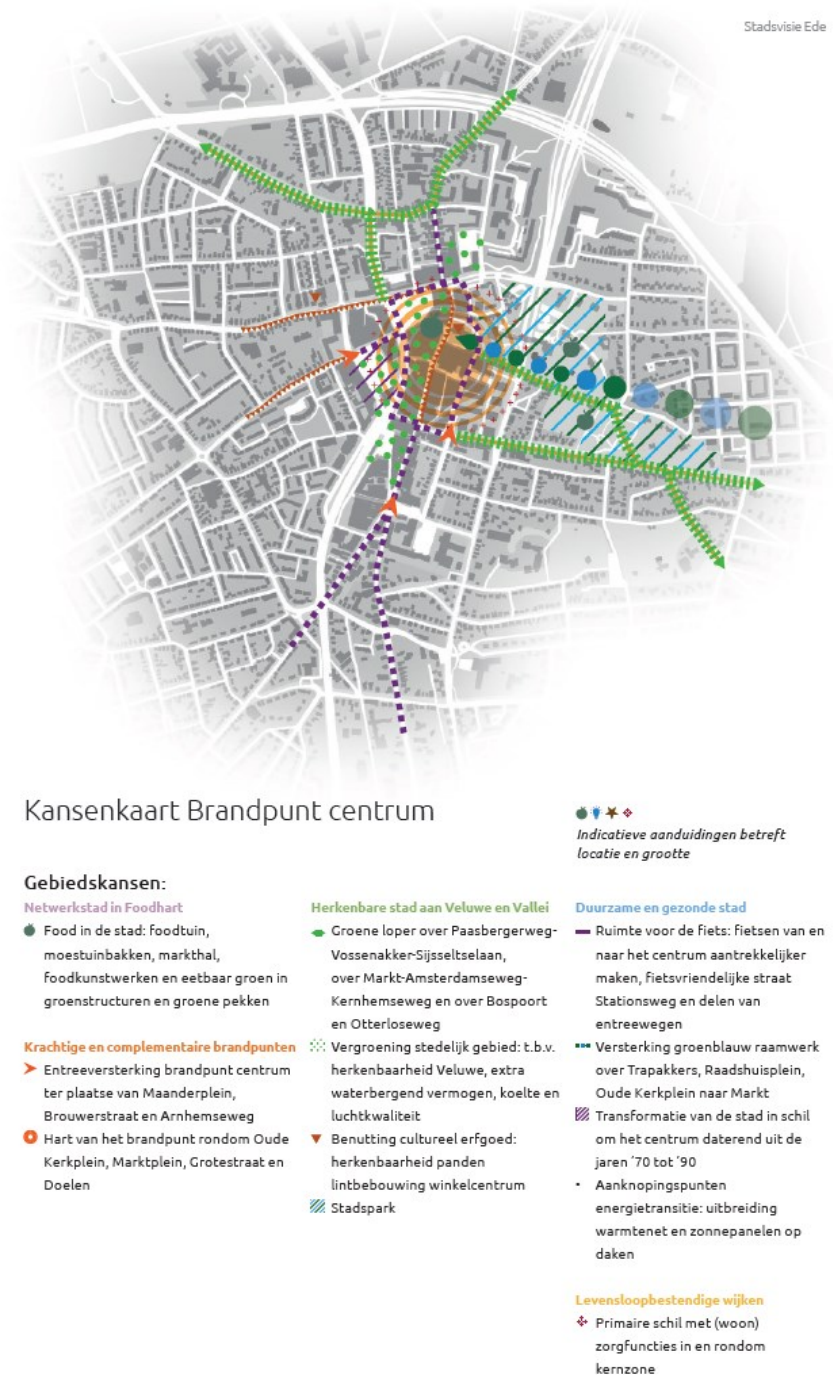 Stadsvisie Ede
Kansenkaart Brandpunt centrum
Indicatieve aanduidingen betreft
locatie en grootte
Gebiedskansen:
Netwerkstad in Foodhart
Food in de stad: foodtuin,
moestuinbakken, markthal,
foodkunstwerken en eetbaar groen in
groenstructuren en groene pekken
Krachtige en complementaire brandpunten
Entreeversterking brandpunt centrum
ter plaatse van Maanderplein,
Brouwerstraat en Arnhemseweg
Hart van het brandpunt rondom Oude
Kerkplein, Marktplein, Grotestraat en
Doelen
Herkenbare stad aan Veluwe en Vallei
Groene loper over Paasbergerweg-
Vossenakker-Sijsseltselaan,
over Markt-Amsterdamseweg-
Kernhemseweg en over Bospoort
en Otterloseweg
Vergroening stedelijk gebied: t.b.v.
herkenbaarheid Veluwe, extra
waterbergend vermogen, koelte en
luchtkwaliteit
Benutting cultureel erfgoed:
herkenbaarheid panden
lintbebouwing winkelcentrum
Stadspark
Duurzame en gezonde stad
Ruimte voor de fiets: fietsen van en
naar het centrum aantrekkelijker
maken, fietsvriendelijke straat
Stationsweg en delen van
entreewegen
Versterking groenblauw raamwerk
over Trapakkers, Raadshuisplein,
Oude Kerkplein naar Markt
Transformatie van de stad in schil
om het centrum daterend uit de
jaren '70 tot '90
Aanknopingspunten
energietransitie: uitbreiding
warmtenet en zonnepanelen op
daken
Levensloopbestendige wijken
Primaire schil met (woon)
zorgfuncties in en rondom
kernzone